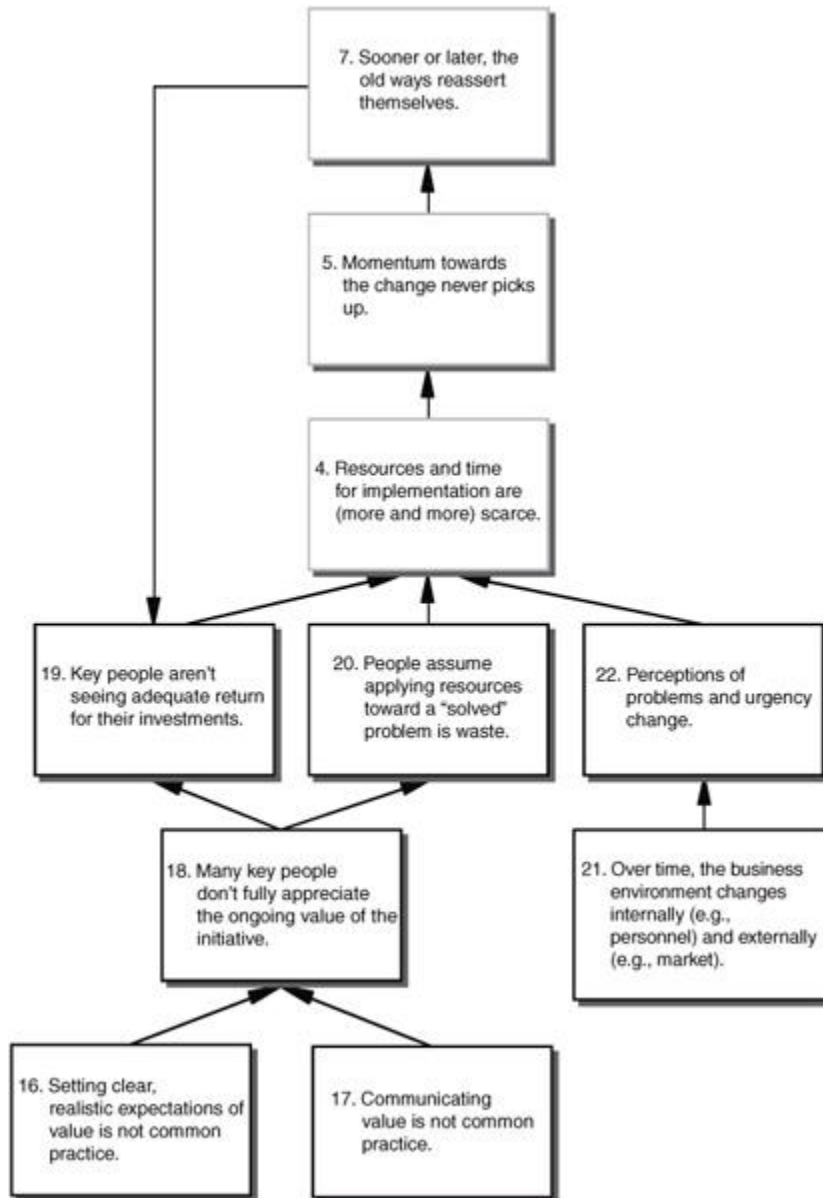 7. Sooner or later, the
old ways reassert
themselves.
5. Momentum towards
the change never picks
up.
4. Resources and time
for implementation are
(more and more) scarce.
19. Key people aren't
seeing adequate return
for their investments.
20. People assume
applying resources
toward a “solved”
problem is waste.
22. Perceptions of
problems and urgency
change.
18. Many key people
don't fully appreciate
the ongoing value of the
initiative.
21. Over time, the business
environment changes
internally (e.g.,
personnel) and externally
(e.g., market).
16. Setting clear,
realistic expectations of
value is not common
practice.
17. Communicating
value is not common
practice.